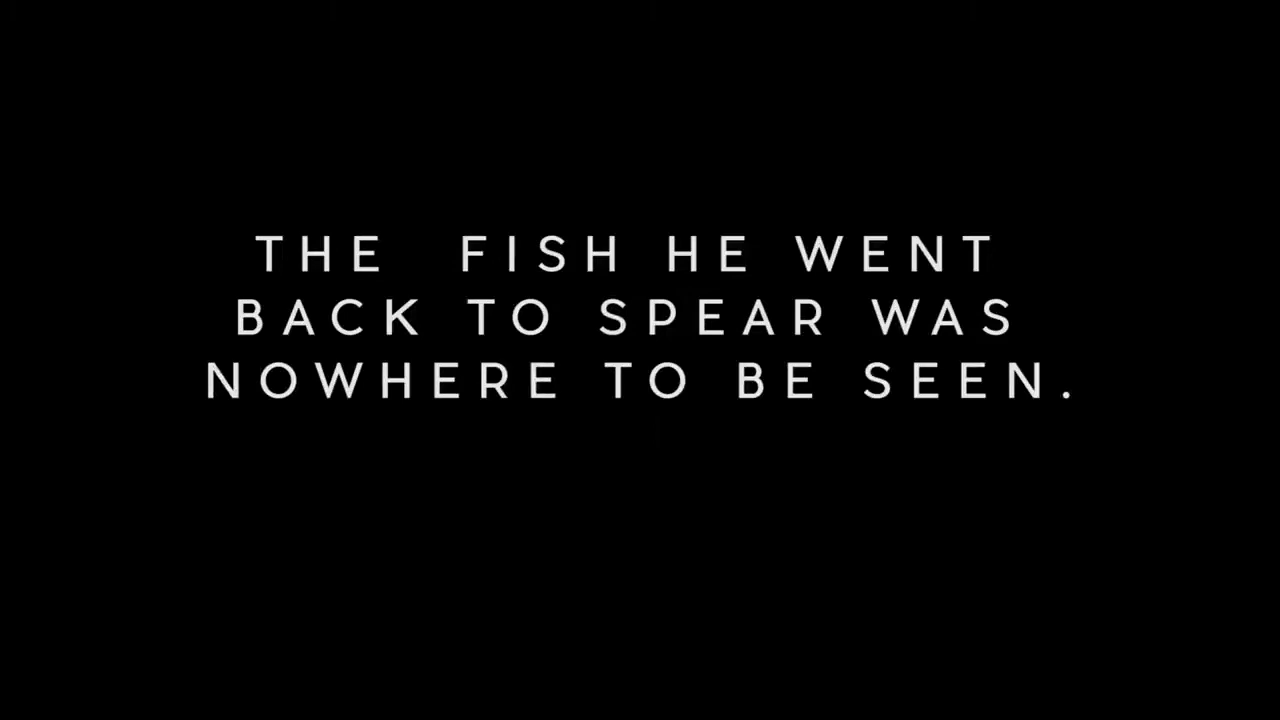 THE  FISH HE WENT
BACK TO SPEAR WAS
NOWHERE TO BE SEEN.